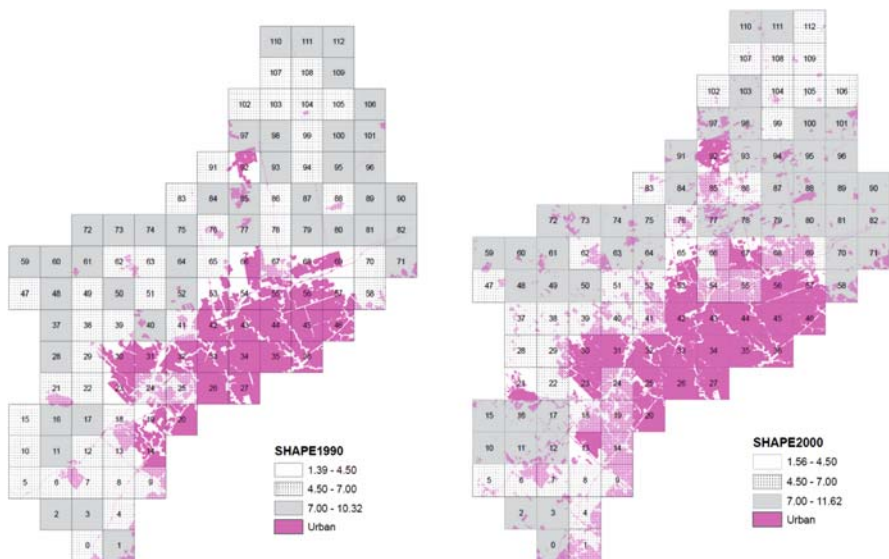 110 111 112
107 108 109
102 103 104 105 106
97 98 99 100 101
91 92 93 94 95 96
83 84 85 86 87 88 89 90
72 73 74 75 76 77 78 79 80 81 82
59 60 61 62 63 64 65 66 67 68 69 70 71
47 48 49 50 51 52 53 54 55 56 57 58
37 38 39 40 41 42 43 44 45 46
28 29 30 31 32 33 34 35 36
21 22 23 24 25 26 27
15 16 17 18 19 20
10 11 12 13 14
5 6 7 8 9
2 3 4
0 1
SHAPE1990
1.39 - 4.50
4.50 - 7.00
7.00 - 10.32
Urban
110 111 112
107 108 109
102 103 104 105 106
97 98 99 100 101
91 92 93 94 95 96
83 84 85 86 87 88 89 90
72 73 74 75 76 77 78 79 80 81 82
59 60 61 62 63 64 65 66 67 68 69 70 71
47 48 49 50 51 52 53 54 55 56 57 58
37 38 39 40 41 42 43 44 45 46
28 29 30 31 32 33 34 35 36
21 22 23 24 25 26 27
15 16 17 18 19 20
10 11 12 13 14
5 6 7 8 9
2 3 4
0 1
SHAPE2000
1.56 - 4.50
4.50 - 7.00
7.00 - 11.62
Urban